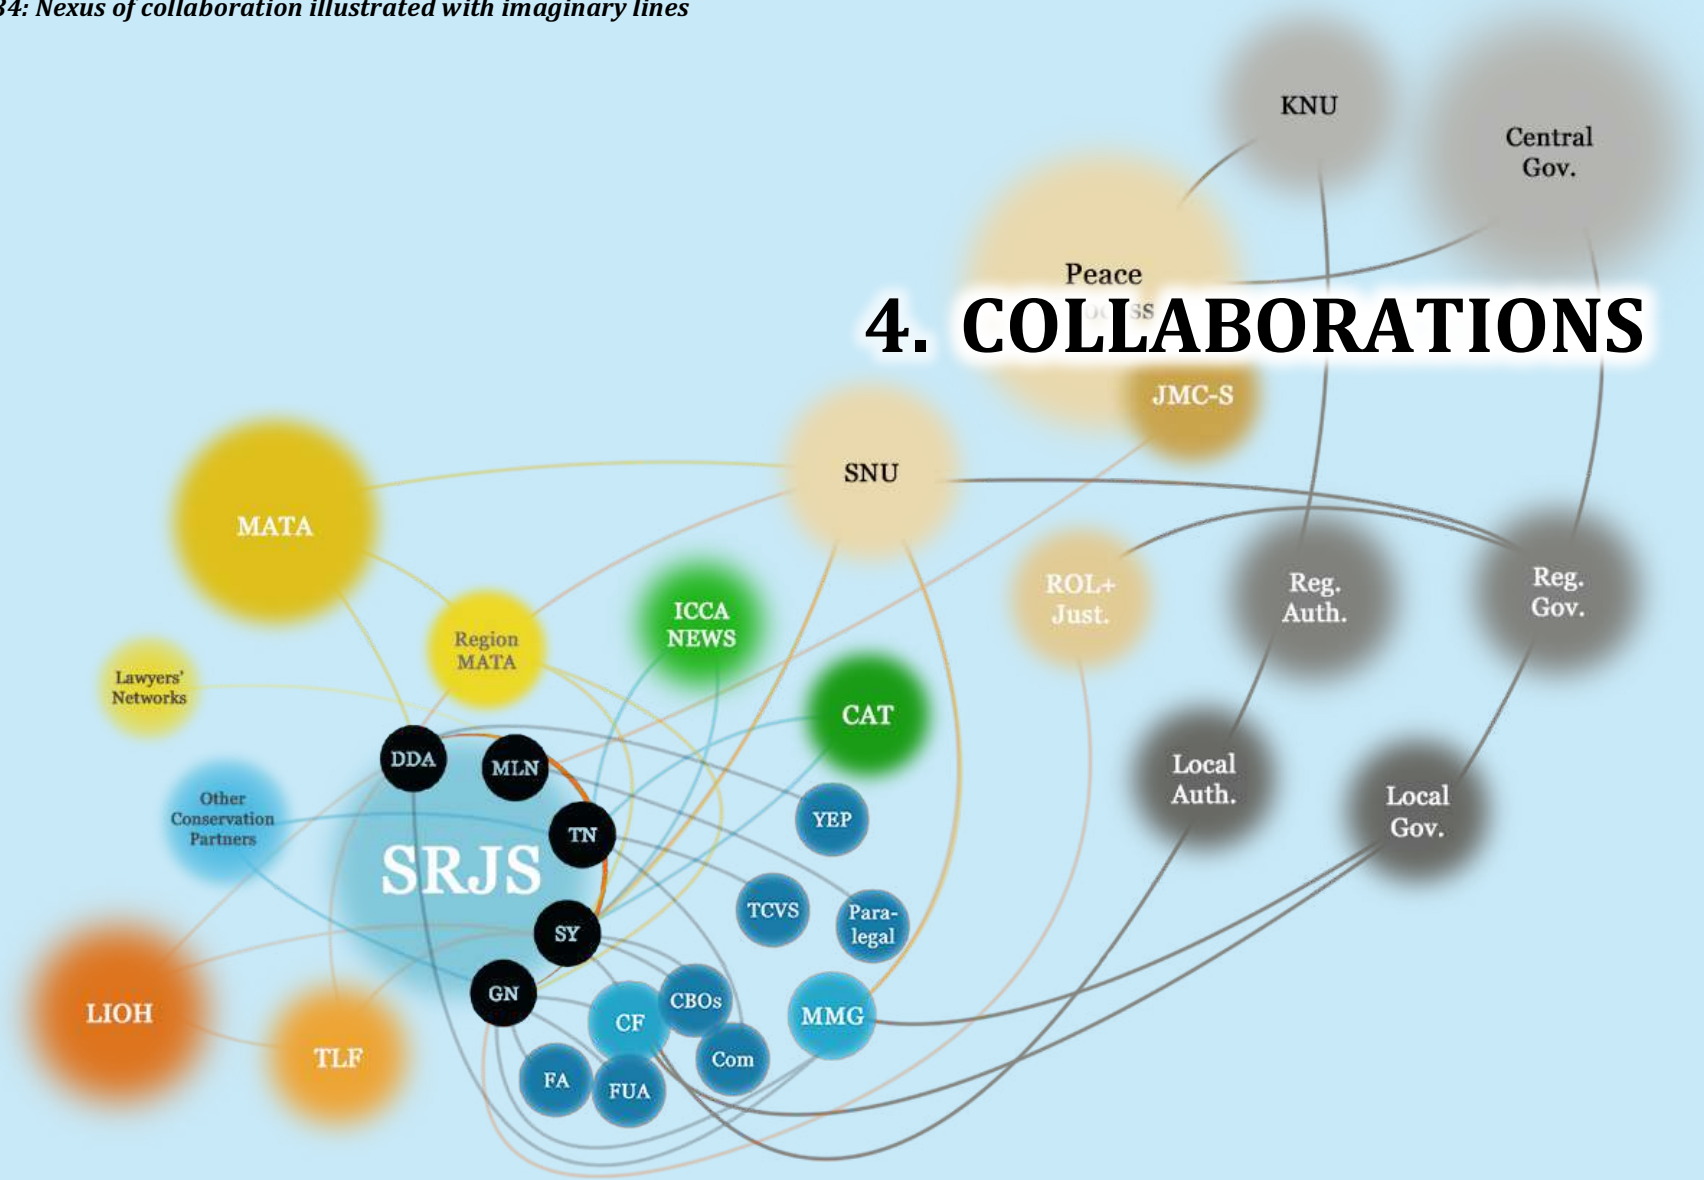 34: Nexus of collaboration illustrated with imaginary lines
KNU
Central
Gov.
Peace
4. COLLABORATIONS
JMC-S
SNU
MATA
ROL+
Just.
Reg.
Auth.
Reg.
Gov.
ICCA
NEWS
Region
MATA
Lawyers'
Networks
CAT
DDA
MLN
Local
Auth.
Local
Gov.
Other
Conservation
Partners
YEP
TN
SRJS
TCVS
Para-
legal
SY
GN
CBOs
CF
MMG
LIOH
TLF
Com
FA
FUA